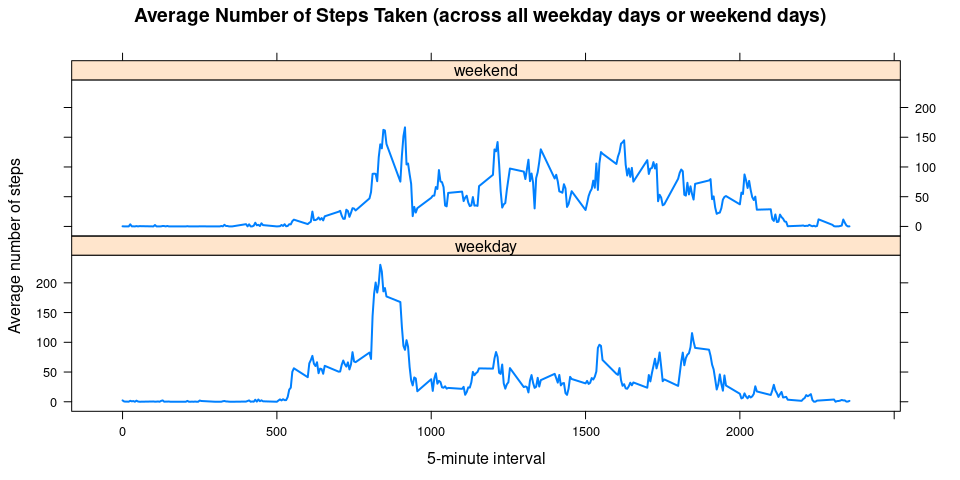 Average Number of Steps Taken (across all weekday days or weekend days)
weekend
200
150
100
50
0
weekday
200
150
100
50
0
Average number of steps
0 500 1000 1500 2000
5-minute interval